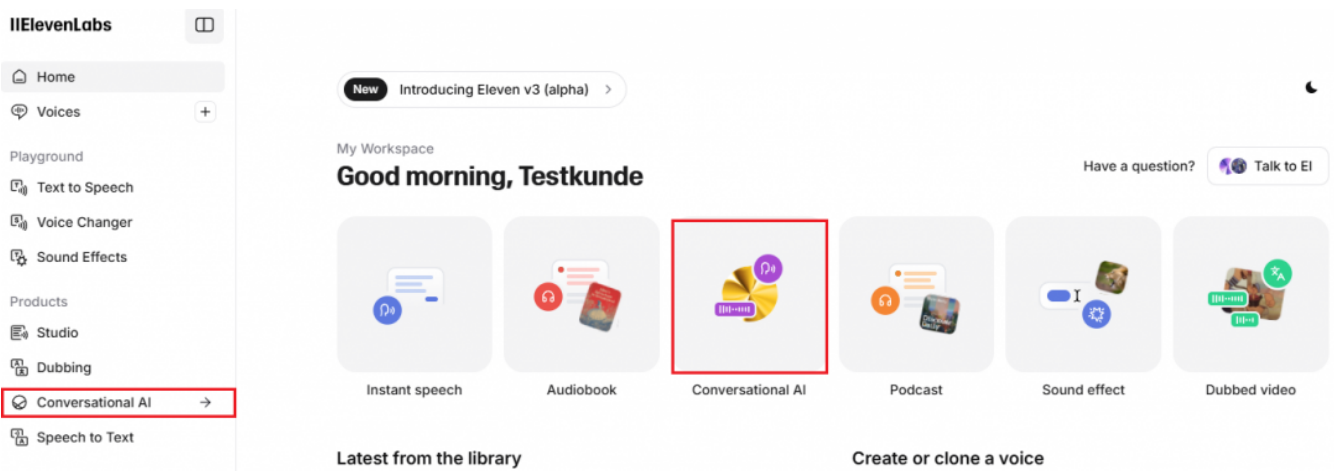 IIElevenLabs
Home
Voices
Playground
Text to Speech
Voice Changer
Sound Effects
Products
Studio
Dubbing
Conversational AI
Speech to Text
New Introducing Eleven v3 (alpha)
My Workspace
Good morning, Testkunde
Have a question? Talk to El
Instant speech
Audiobook
Conversational AI
Podcast
Sound effect
Dubbed video
Latest from the library
Create or clone a voice